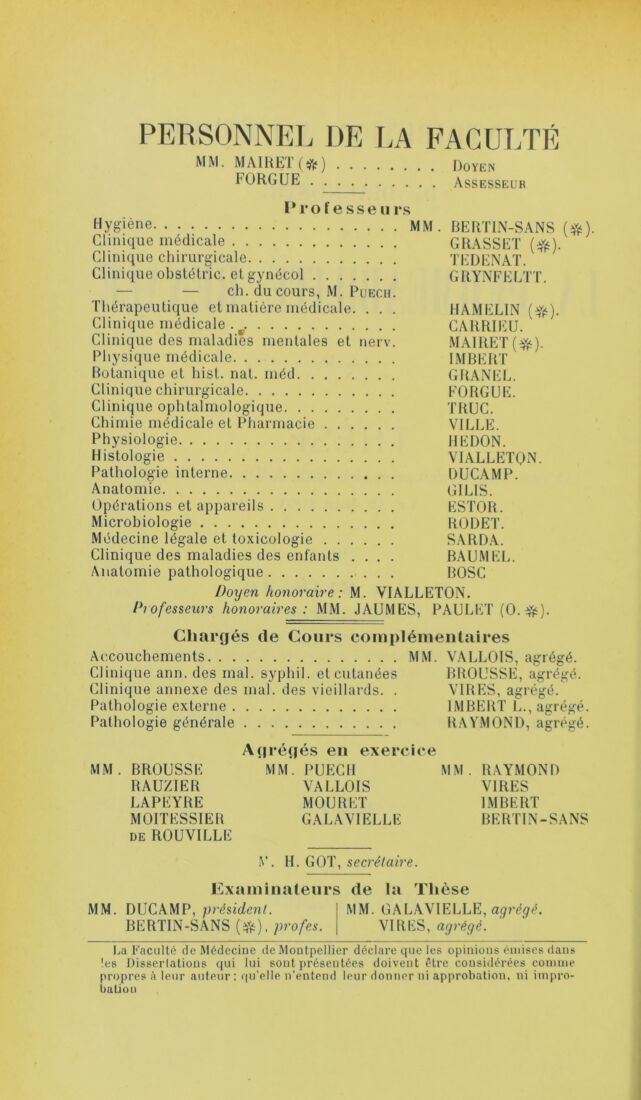 PERSONNEL DE LA FACULTÉ
MM. MAIRET (✻) . . . . . . . . DOYEN
FORGUE . . . . . . . . . . ASSESSEUR
Professeurs
Hygiène. . . . . . . . . . . . . . . . . . . MM. BERTIN-SANS (✻).
Clinique médicale . . . . . . . . . . . . . GRASSET (✻).
Clinique chirurgicale. . . . . . . . . . . . TEDENAT.
Clinique obstétric. et gynécol . . . . . . . GRYNFELTT.
— — ch. du cours, M. PUECH.
Thérapeutique et matière médicale. . . . HAMELIN (✻).
Clinique médicale . . . . . . . . . . . . . CARRIEU.
Clinique des maladies mentales et nerv. MAIRET (✻).
Physique médicale. . . . . . . . . . . . . IMBERT
Botanique et hist. nat. méd. . . . . . . . GRANEL.
Clinique chirurgicale. . . . . . . . . . . . FORGUE.
Clinique ophtalmologique. . . . . . . . . TRUC.
Chimie médicale et Pharmacie . . . . . . VILLE.
Physiologie. . . . . . . . . . . . . . . . . HEDON.
Histologie . . . . . . . . . . . . . . . . . VIALLETON.
Pathologie interne. . . . . . . . . . . . . DUCAMP.
Anatomie. . . . . . . . . . . . . . . . . . GILIS.
Opérations et appareils . . . . . . . . . . ESTOR.
Microbiologie . . . . . . . . . . . . . . . RODET.
Médecine légale et toxicologie . . . . . . SARDA.
Clinique des maladies des enfants . . . . BAUMEL.
Anatomie pathologique. . . . . . . . . . BOSC
Doyen honoraire : M. VIALLETON.
Professeurs honoraires : MM. JAUMES, PAULET (O. ✻).
Chargés de Cours complémentaires
Accouchements. . . . . . . . . . . . . . . MM. VALLOIS, agrégé.
Clinique ann. des mal. syphil. et cutanées BROUSSE, agrégé.
Clinique annexe des mal. des vieillards. . VIRES, agrégé.
Pathologie externe . . . . . . . . . . . . . IMBERT L., agrégé.
Pathologie générale . . . . . . . . . . . . RAYMOND, agrégé.
Agrégés en exercice
MM. BROUSSE MM. PUECH MM. RAYMOND
RAUZIER VALLOIS VIRES
LAPEYRE MOURET IMBERT
MOITESSIER GALAVIELLE BERTIN-SANS
DE ROUVILLE
M. H. GOT, secrétaire.
Examinateurs de la Thèse
MM. DUCAMP, président. MM. GALAVIELLE, agrégé.
BERTIN-SANS (✻), profes. VIRES, agrégé.
La Faculté de Médecine de Montpellier déclare que les opinions émises dans
les Dissertations qui lui sont présentées doivent être considérées comme
propres à leur auteur ; qu'elle n'entend leur donner ni approbation, ni impro-
bation